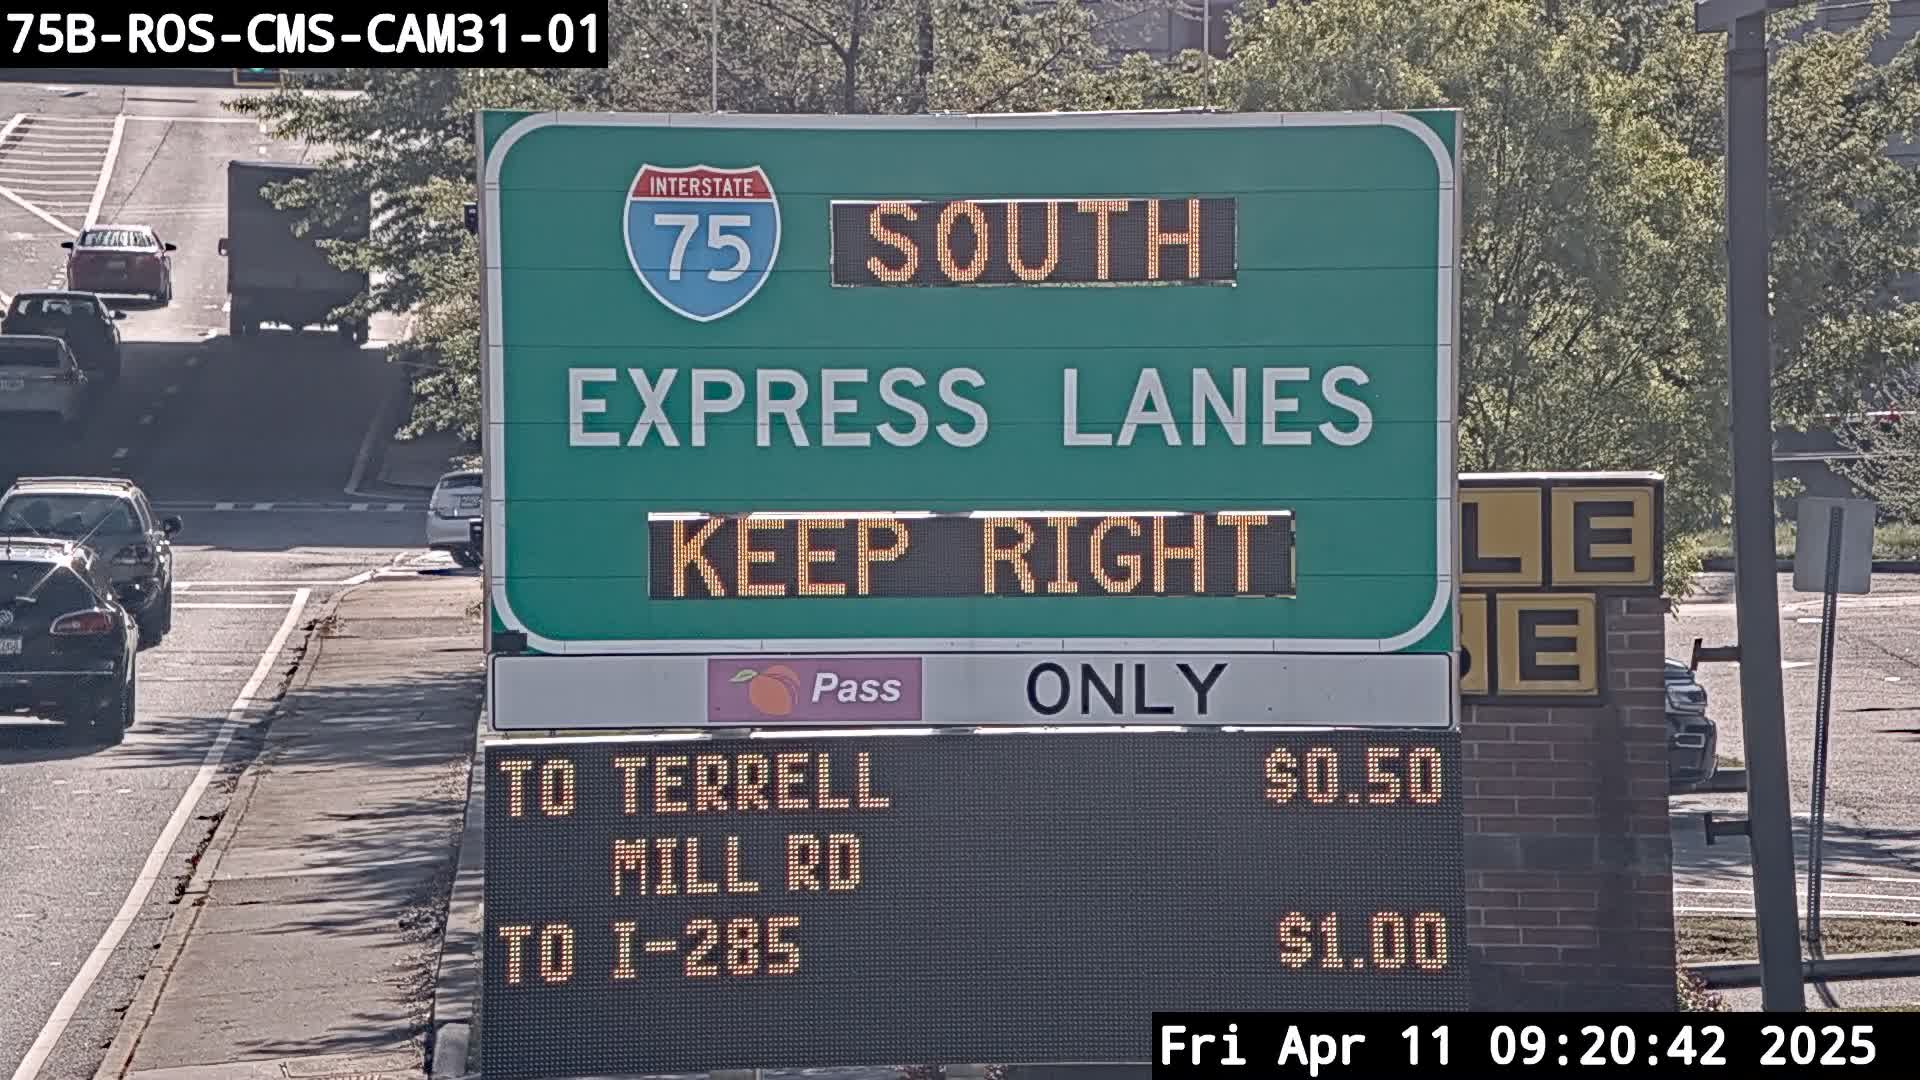 75B-ROS-CMS-CAM31-01
INTERSTATE
75
SOUTH
EXPRESS LANES
KEEP RIGHT
Pass ONLY
TO TERRELL $0.50
MILL RD
TO I-285 $1.00
LE
E
Fri Apr 11 09:20:42 2025